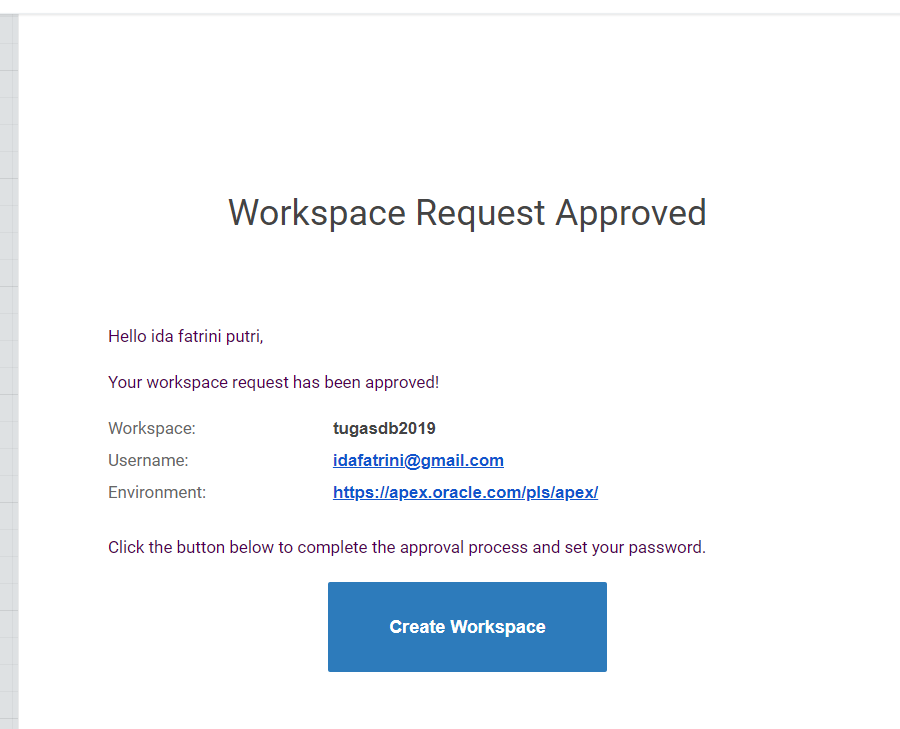 Workspace Request Approved
Hello ida fatrini putri,
Your workspace request has been approved!
Workspace: tugasdb2019
Username: idafatrini@gmail.com
Environment: https://apex.oracle.com/pls/apex/
Click the button below to complete the approval process and set your password.
Create Workspace